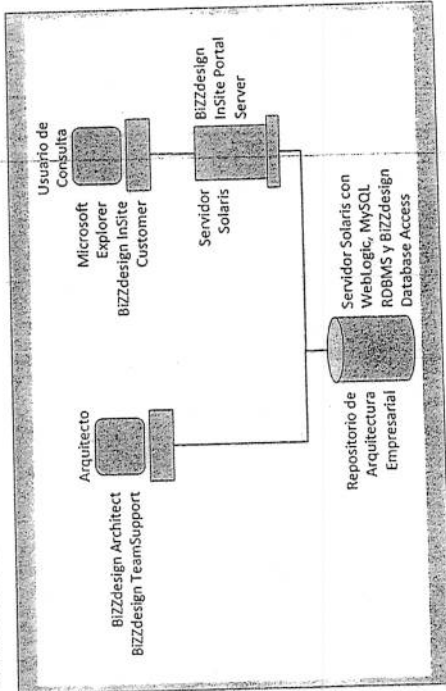 Arquitecto
BiZZdesign Architect
BiZZdesign TeamSupport
Usuario de
Consulta
Microsoft
Explorer
BiZZdesign InSite
Customer
Servidor
Solaris
BiZZdesign
InSite Portal
Server
Repositorio de
Arquitectura
Empresarial
Servidor Solaris con
WebLogic, MySQL
RDBMS y BiZZdesign
Database Access